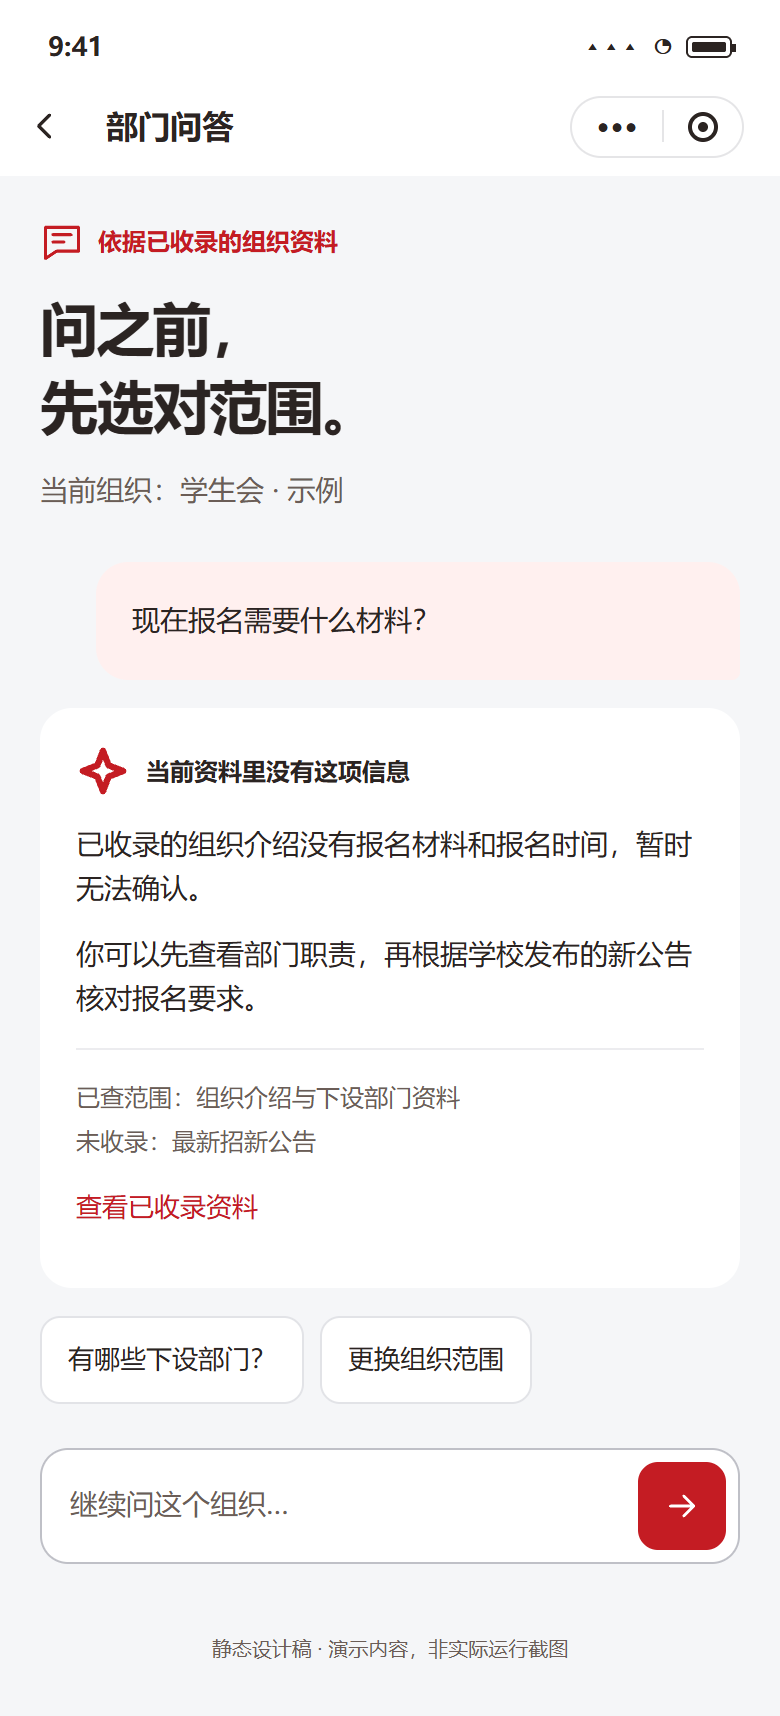 9:41
部门问答
依据已收录的组织资料
问之前，
先选对范围。
当前组织：学生会 · 示例
现在报名需要什么材料？
当前资料里没有这项信息
已收录的组织介绍没有报名材料和报名时间，暂时
无法确认。
你可以先查看部门职责，再根据学校发布的新公告
核对报名要求。
已查范围：组织介绍与下设部门资料
未收录：最新招新公告
查看已收录资料
有哪些下设部门？
更换组织范围
继续问这个组织…
静态设计稿 · 演示内容，非实际运行截图